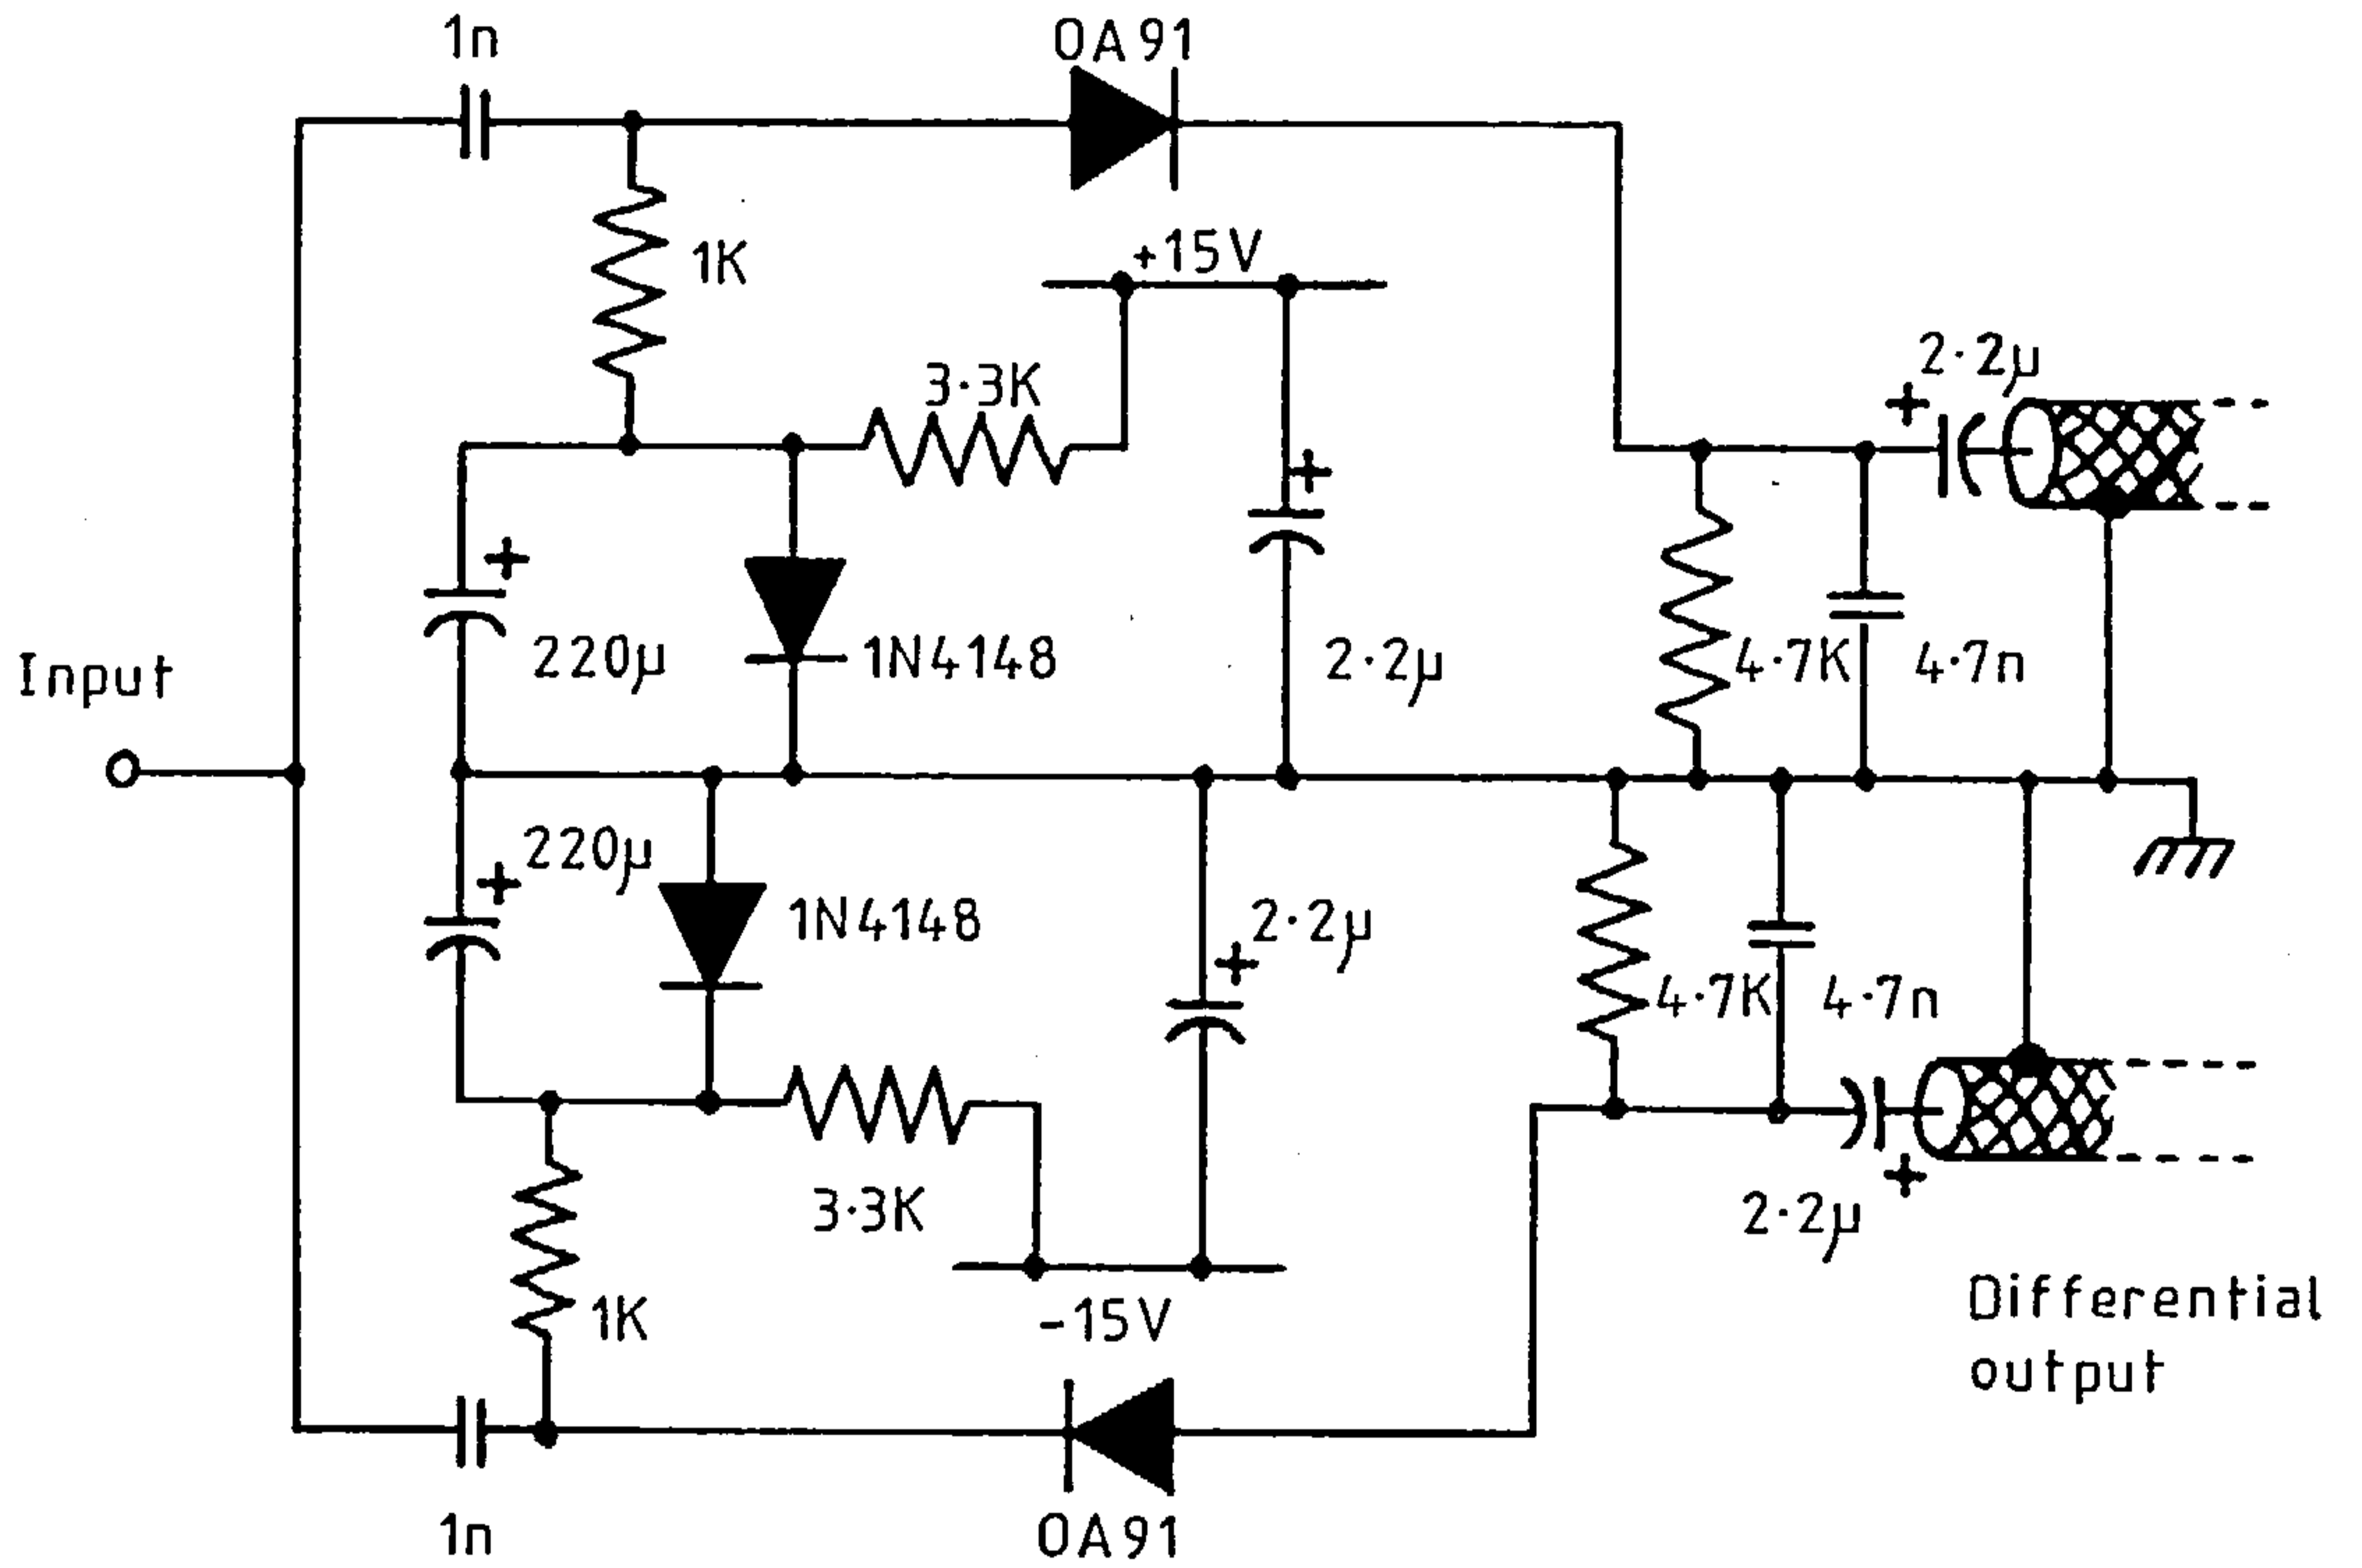 1n
OA91
1K
+15V
3·3K
2·2µ
+
+
+
220µ
1N4148
2·2µ
4·7K
4·7n
Input
220µ
+
1N4148
2·2µ
+
4·7K
4·7n
3·3K
+
2·2µ
1K
-15V
Differential
output
1n
OA91